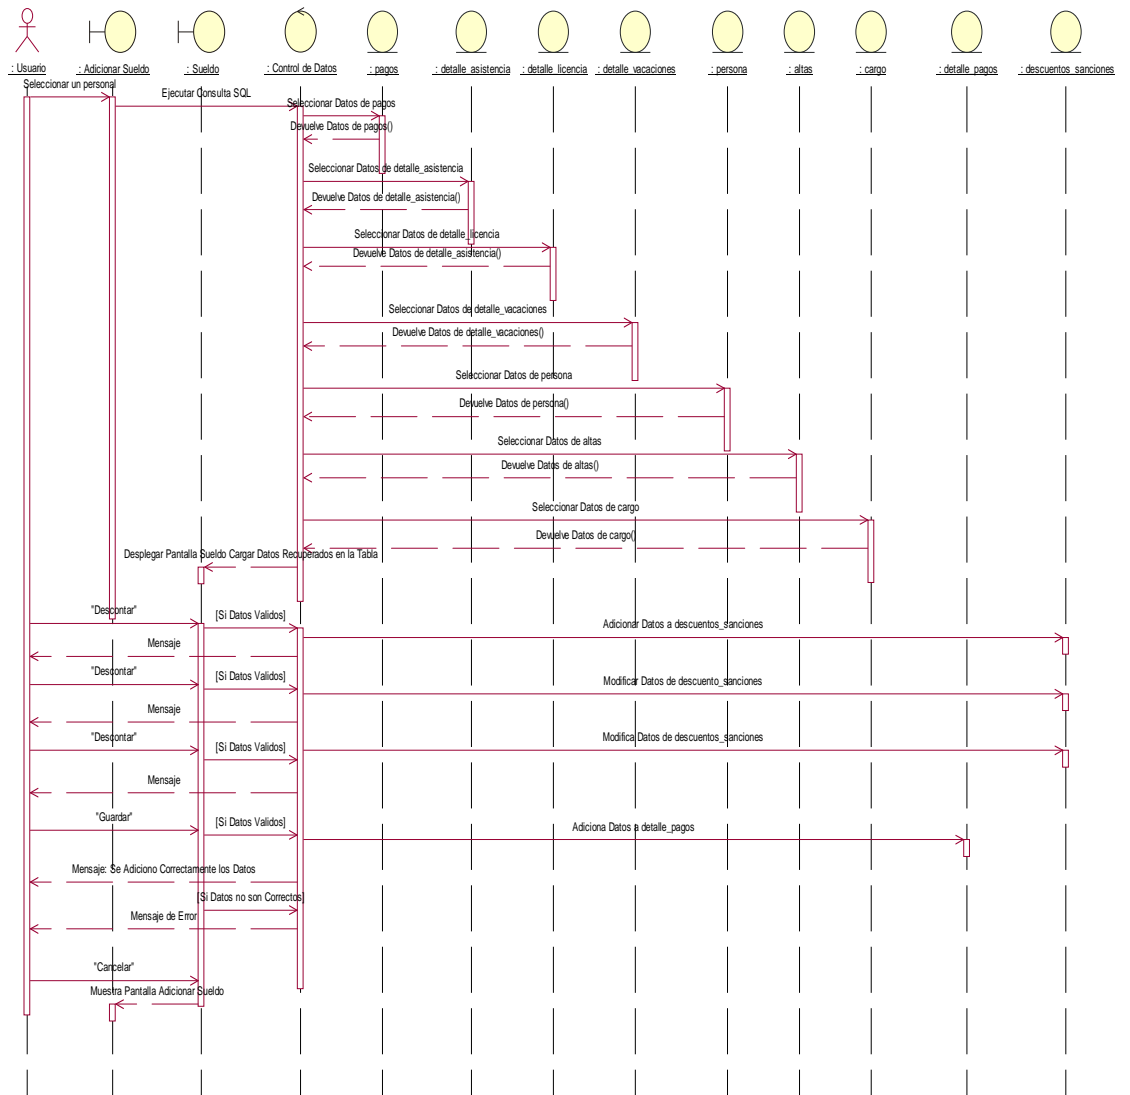 : Usuario
: Adicionar Sueldo
: Sueldo
: Control de Datos
: pagos
: detalle_asistencia
: detalle_licencia
: detalle_vacaciones
: persona
: altas
: cargo
: detalle_pagos
: descuentos_sanciones
Seleccionar un personal
Ejecutar Consulta SQL
Seleccionar Datos de pagos
Devuelve Datos de pagos()
Seleccionar Datos de detalle_asistencia
Devuelve Datos de detalle_asistencia()
Seleccionar Datos de detalle_licencia
Devuelve Datos de detalle_asistencia()
Seleccionar Datos de detalle_vacaciones
Devuelve Datos de detalle_vacaciones()
Seleccionar Datos de persona
Devuelve Datos de persona()
Seleccionar Datos de altas
Devuelve Datos de altas()
Seleccionar Datos de cargo
Devuelve Datos de cargo()
Desplegar Pantalla Sueldo Cargar Datos Recuperados en la Tabla
"Descontar"
[Si Datos Validos]
Adicionar Datos a descuentos_sanciones
Mensaje
"Descontar"
[Si Datos Validos]
Modificar Datos de descuento_sanciones
Mensaje
"Descontar"
[Si Datos Validos]
Modifica Datos de descuentos_sanciones
Mensaje
"Guardar"
[Si Datos Validos]
Adiciona Datos a detalle_pagos
Mensaje: Se Adiciono Correctamente los Datos
[Si Datos no son Correctos]
Mensaje de Error
"Cancelar"
Muestra Pantalla Adicionar Sueldo